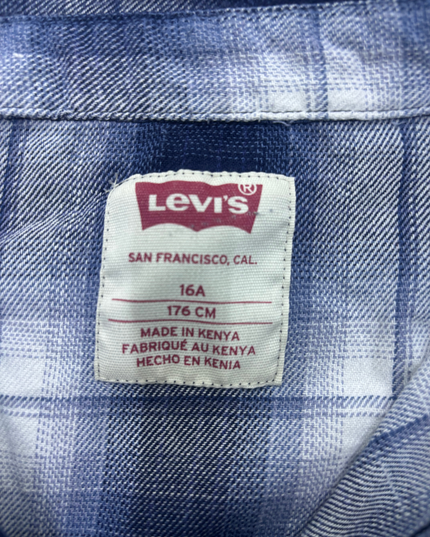 LEVI'S®
SAN FRANCISCO, CAL.
16A
176 CM
MADE IN KENYA
FABRIQUÉ AU KENYA
HECHO EN KENIA